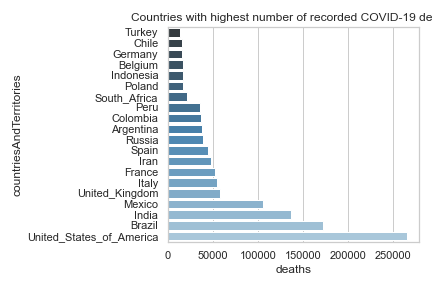 Countries with highest number of recorded COVID-19 de
Turkey
Chile
Germany
Belgium
Indonesia
Poland
South_Africa
Peru
Colombia
Argentina
Russia
Spain
Iran
France
Italy
United_Kingdom
Mexico
India
Brazil
United_States_of_America
countriesAndTerritories
0 50000 100000 150000 200000 250000
deaths